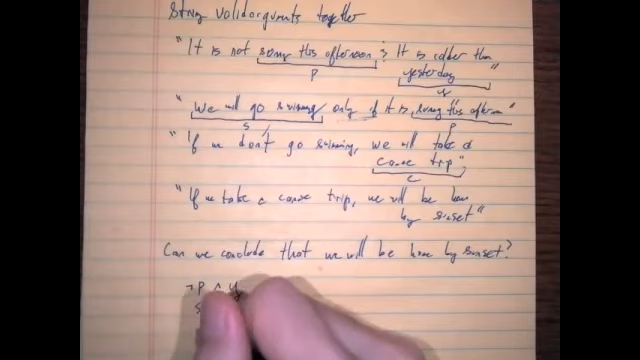 String valid arguments together
"It is not sunny this afternoon ; It is colder than
yesterday"
p
y
"We will go swimming only if it is sunny this afternoon"
s
p
"If we don't go swimming, we will take a
canoe trip",
c
"If we take a canoe trip, we will be home
by sunset"
Can we conclude that we will be home by sunset?
¬p ∧ y
s